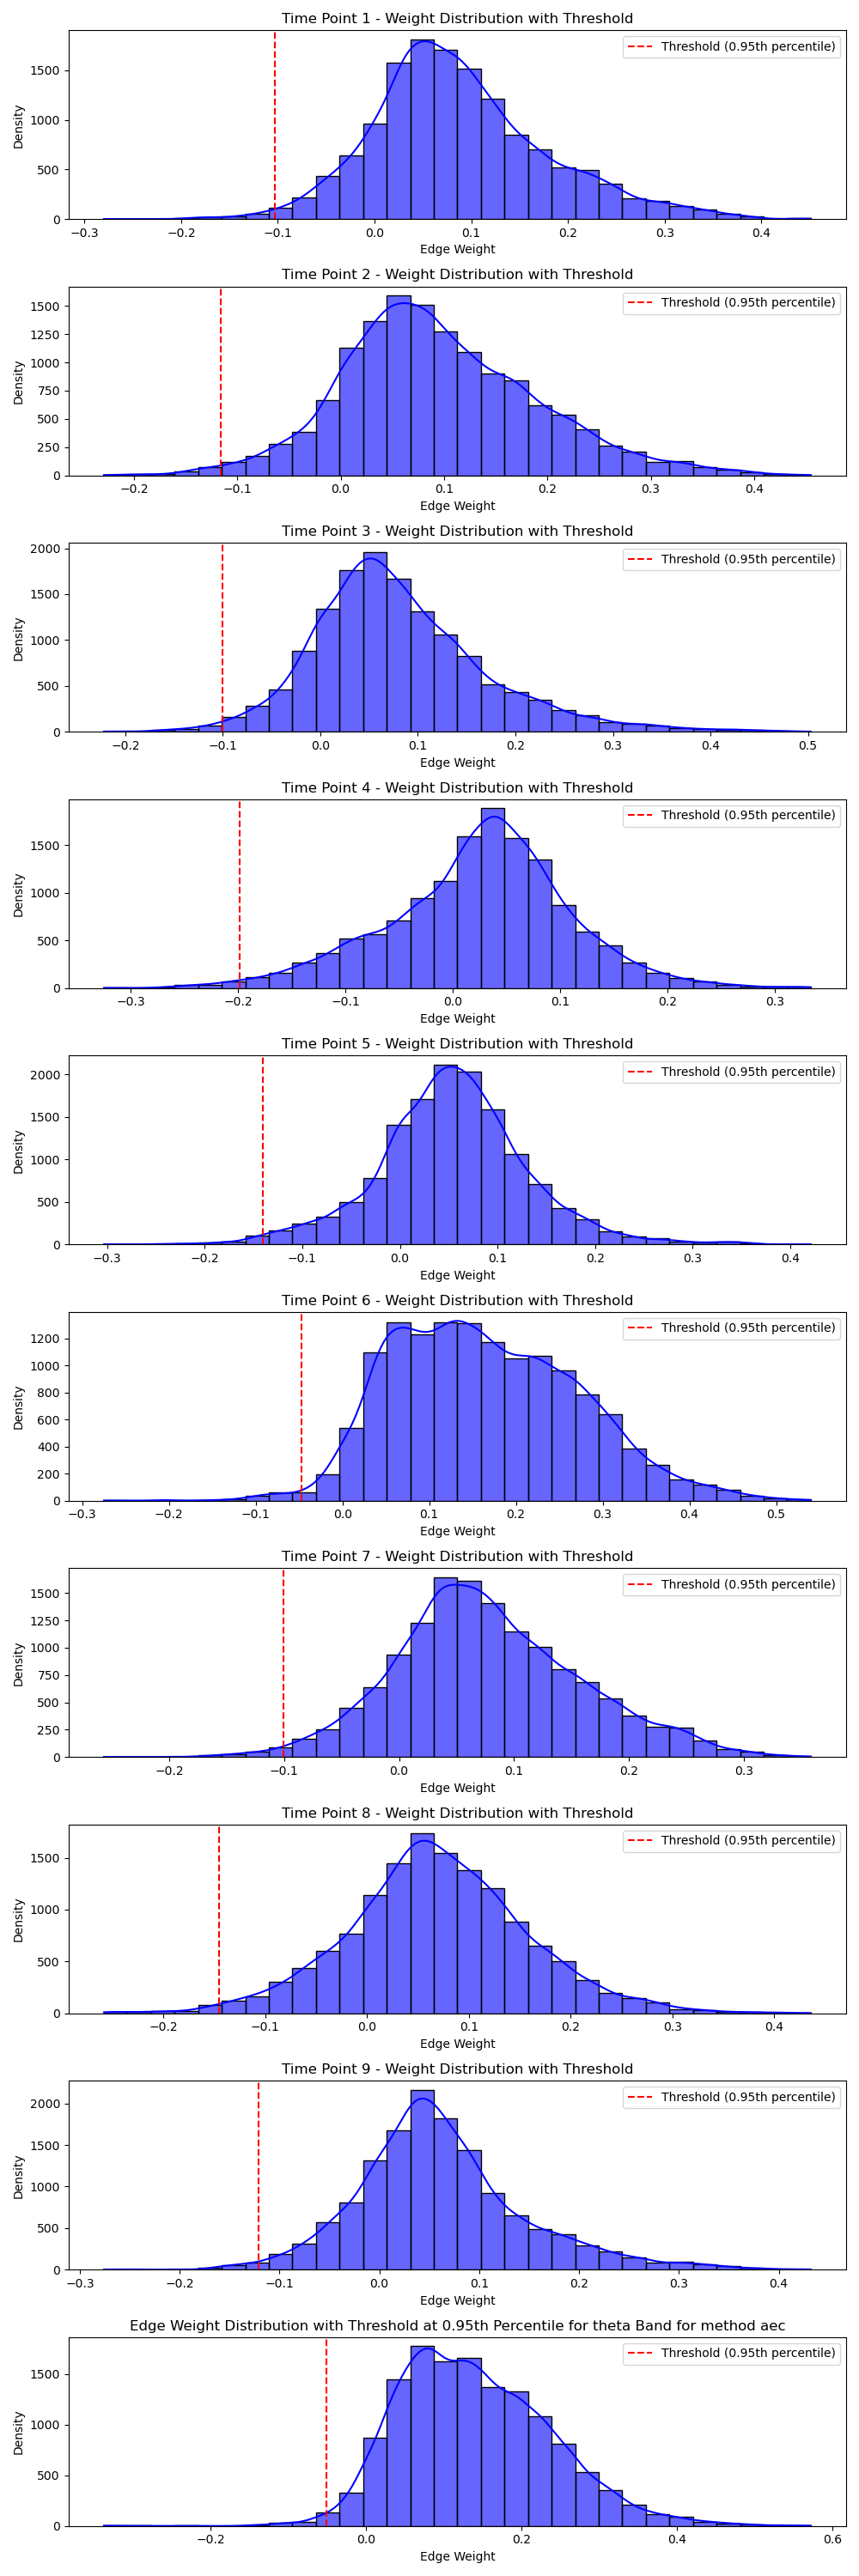 Time Point 1 - Weight Distribution with Threshold
Threshold (0.95th percentile)
Density
1500
1000
500
0
−0.3 −0.2 −0.1 0.0 0.1 0.2 0.3 0.4
Edge Weight
Time Point 2 - Weight Distribution with Threshold
Threshold (0.95th percentile)
Density
1500
1250
1000
750
500
250
0
−0.2 −0.1 0.0 0.1 0.2 0.3 0.4
Edge Weight
Time Point 3 - Weight Distribution with Threshold
Threshold (0.95th percentile)
Density
2000
1500
1000
500
0
−0.2 −0.1 0.0 0.1 0.2 0.3 0.4 0.5
Edge Weight
Time Point 4 - Weight Distribution with Threshold
Threshold (0.95th percentile)
Density
1500
1000
500
0
−0.3 −0.2 −0.1 0.0 0.1 0.2 0.3
Edge Weight
Time Point 5 - Weight Distribution with Threshold
Threshold (0.95th percentile)
Density
2000
1500
1000
500
0
−0.3 −0.2 −0.1 0.0 0.1 0.2 0.3 0.4
Edge Weight
Time Point 6 - Weight Distribution with Threshold
Threshold (0.95th percentile)
Density
1200
1000
800
600
400
200
0
−0.3 −0.2 −0.1 0.0 0.1 0.2 0.3 0.4 0.5
Edge Weight
Time Point 7 - Weight Distribution with Threshold
Threshold (0.95th percentile)
Density
1500
1250
1000
750
500
250
0
−0.2 −0.1 0.0 0.1 0.2 0.3
Edge Weight
Time Point 8 - Weight Distribution with Threshold
Threshold (0.95th percentile)
Density
1500
1000
500
0
−0.2 −0.1 0.0 0.1 0.2 0.3 0.4
Edge Weight
Time Point 9 - Weight Distribution with Threshold
Threshold (0.95th percentile)
Density
2000
1500
1000
500
0
−0.3 −0.2 −0.1 0.0 0.1 0.2 0.3 0.4
Edge Weight
Edge Weight Distribution with Threshold at 0.95th Percentile for theta Band for method aec
Threshold (0.95th percentile)
Density
1500
1000
500
0
−0.2 0.0 0.2 0.4 0.6
Edge Weight